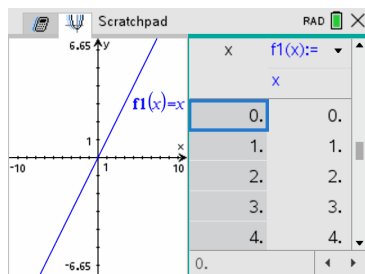 Scratchpad RAD
6.65 y
f1(x)=x
1
x
-10 1 10
-6.65
x f1(x):=
x
0. 0.
1. 1.
2. 2.
3. 3.
4. 4.
0.